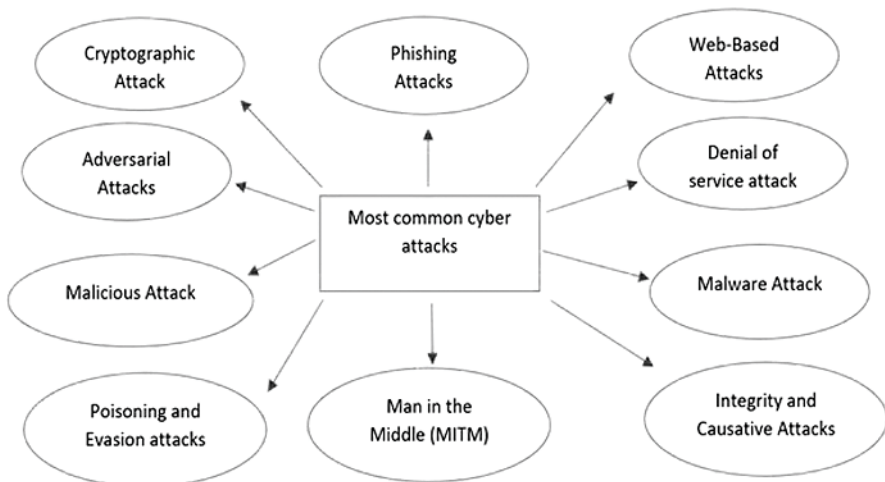 Cryptographic
Attack
Phishing
Attacks
Web-Based
Attacks
Adversarial
Attacks
Denial of
service attack
Most common cyber
attacks
Malicious Attack
Malware Attack
Poisoning and
Evasion attacks
Man in the
Middle (MITM)
Integrity and
Causative Attacks